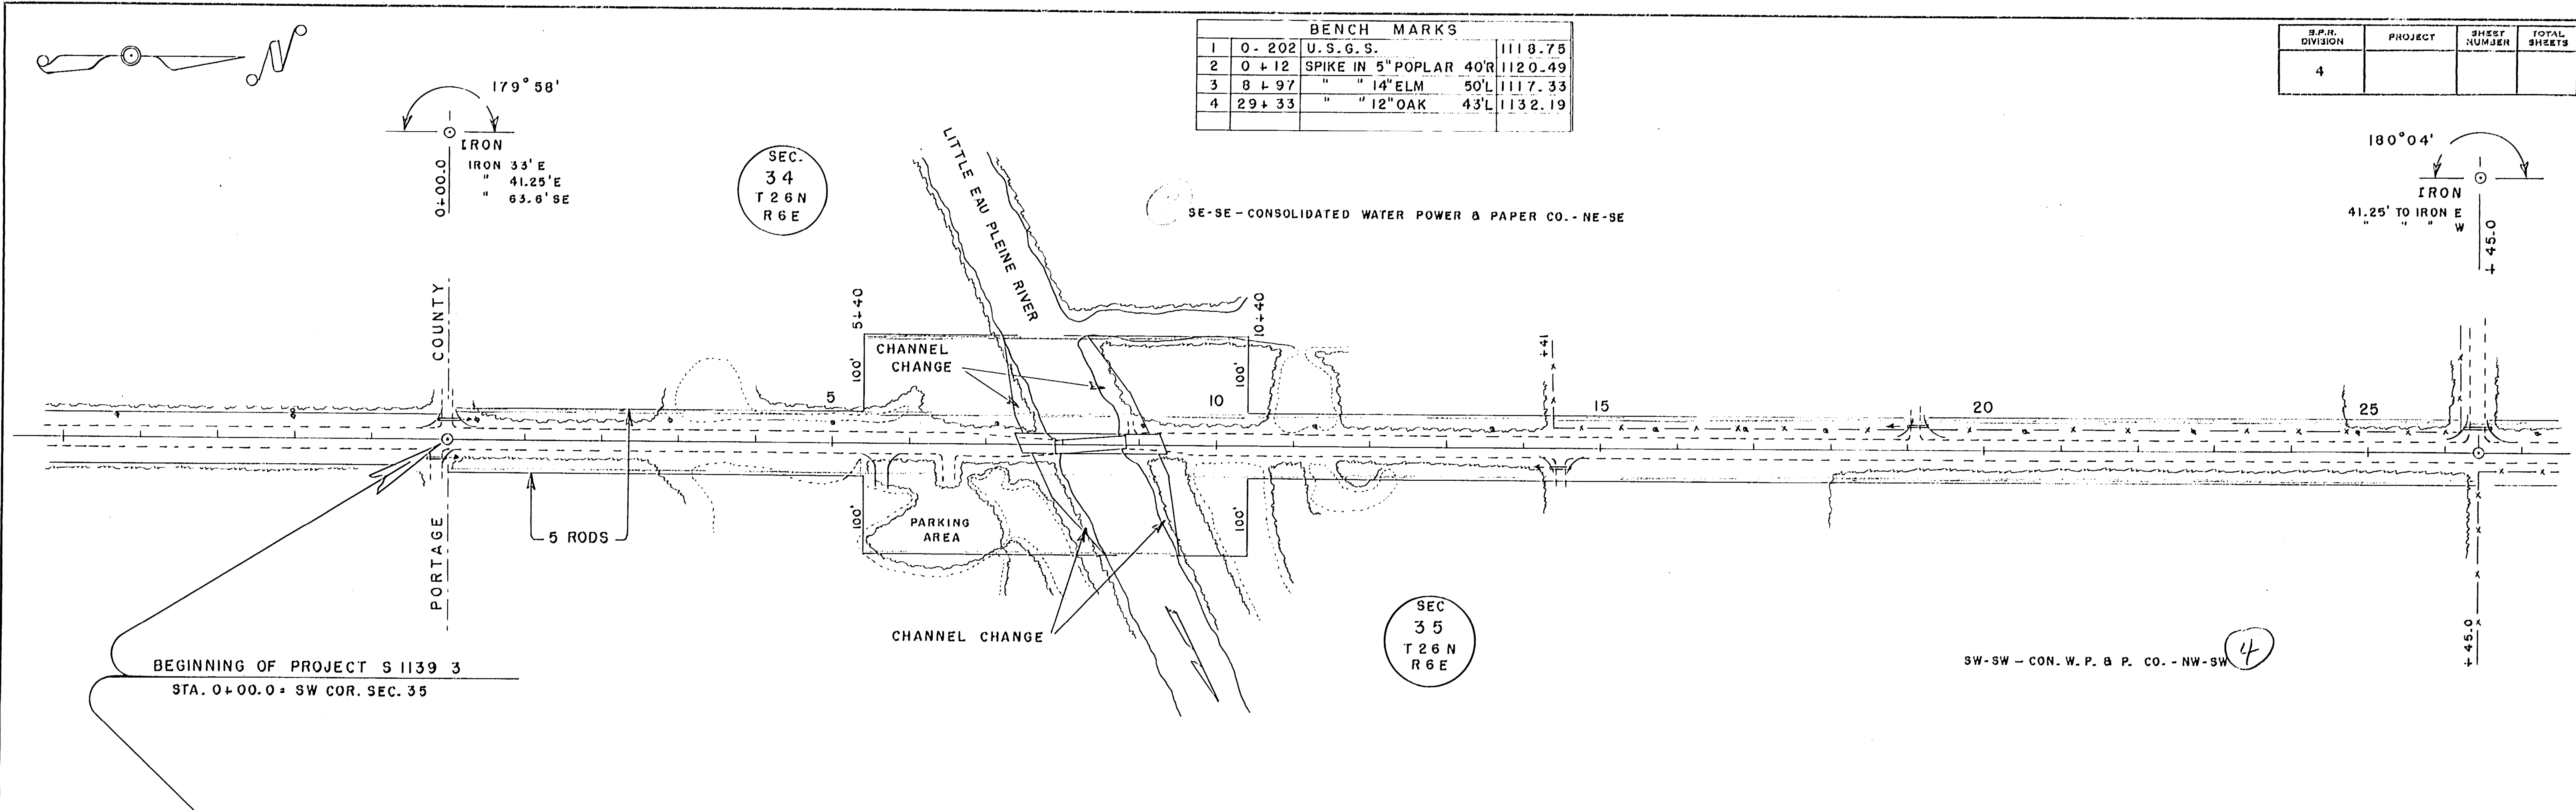 N
BENCH MARKS
1 0-202 U.S.G.S. 1118.75
2 0+12 SPIKE IN 5" POPLAR 40'R 1120.49
3 8+97 " " 14" ELM 50'L 1117.33
4 29+33 " " 12" OAK 43'L 1132.19
B.P.R. DIVISION PROJECT SHEET NUMBER TOTAL SHEETS
4
179°58'
IRON
IRON 33' E
" 41.25' E
" 63.6' SE
0+00.0
SEC.
34
T 26 N
R 6 E
LITTLE EAU PLEINE RIVER
SE-SE-CONSOLIDATED WATER POWER & PAPER CO.-NE-SE
180°04'
IRON
41.25' TO IRON E
" " " W
+45.0
COUNTY
5+40
100'
CHANNEL
CHANGE
10+40
100'
+41
5
10
15
20
25
PORTAGE
5 RODS
100'
PARKING
AREA
100'
CHANNEL CHANGE
SEC
35
T 26 N
R 6 E
SW-SW-CON. W. P. & P. CO.-NW-SW
4
+45.0
BEGINNING OF PROJECT S 1139 3
STA. 0+00.0 = SW COR. SEC. 35